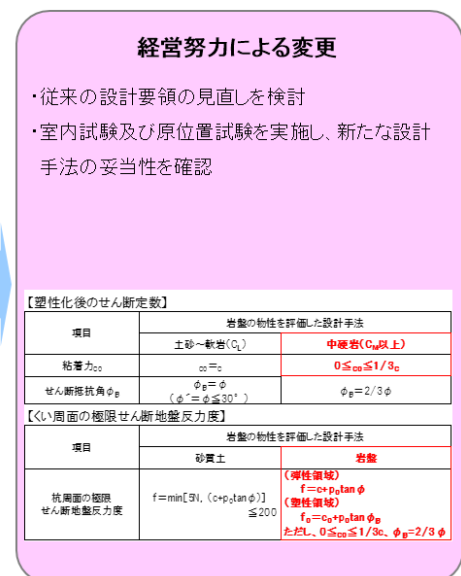 経営努力による変更
・従来の設計要領の見直しを検討
・室内試験及び原位置試験を実施し、新たな設計
手法の妥当性を確認
【塑性化後のせん断定数】
項目
岩盤の物性を評価した設計手法
土砂～軟岩(CL)
中硬岩(CM以上)
粘着力c0
c0=c
0≦c0≦1/3c
せん断抵抗角φB
φB=φ
(φ´=φ≦30°)
φB=2/3φ
【くい周面の極限せん断地盤反力度】
項目
岩盤の物性を評価した設計手法
砂質土
岩盤
杭周面の極限
せん断地盤反力度
f=min[5N, (c+p0tanφ)]
≦200
(弾性領域)
f=c+p0tanφ
(塑性領域)
f0=c0+p0tanφB
ただし、0≦c0≦1/3c、φB=2/3φ